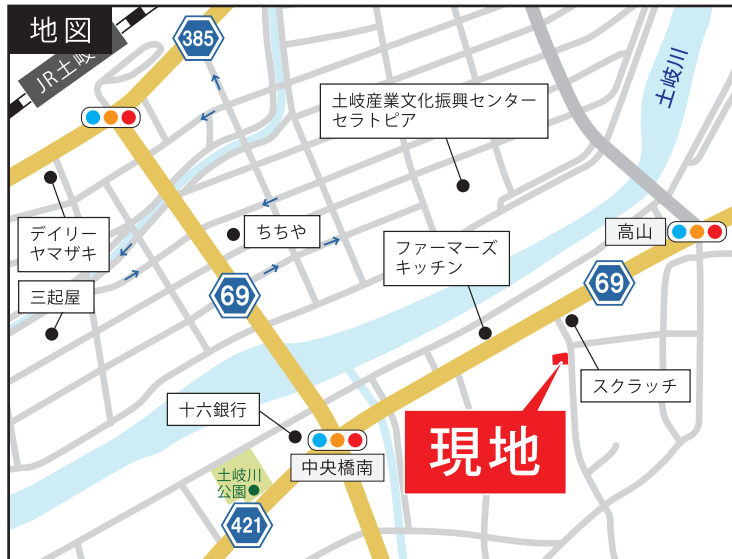 地図
385
JR土岐
土岐川
土岐産業文化振興センター
セラトピア
デイリー
ヤマザキ
ちちや
ファーマーズ
キッチン
高山
三起屋
69
69
スクラッチ
十六銀行
中央橋南
現地
土岐川
公園
421